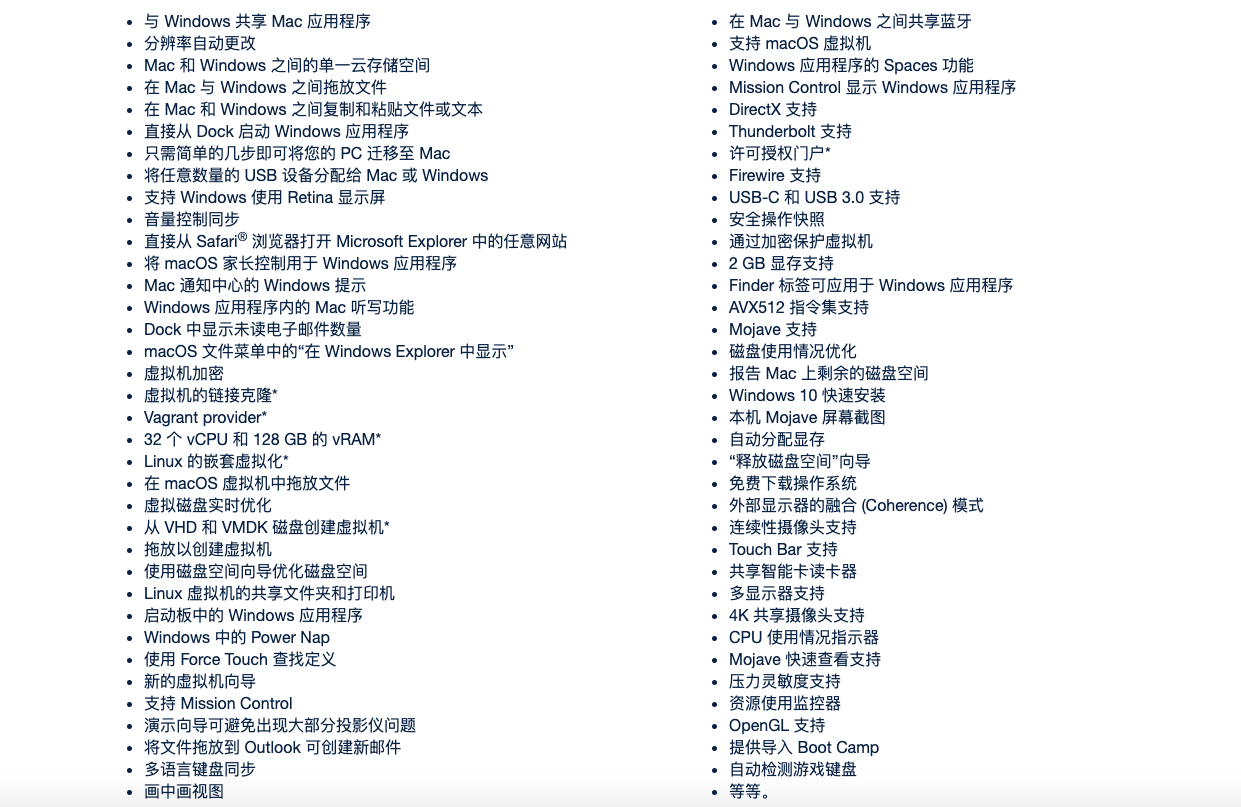 与 Windows 共享 Mac 应用程序
分辨率自动更改
Mac 和 Windows 之间的单一云存储空间
在 Mac 与 Windows 之间拖放文件
在 Mac 和 Windows 之间复制和粘贴文件或文本
直接从 Dock 启动 Windows 应用程序
只需简单的几步即可将您的 PC 迁移至 Mac
将任意数量的 USB 设备分配给 Mac 或 Windows
支持 Windows 使用 Retina 显示屏
音量控制同步
直接从 Safari® 浏览器打开 Microsoft Explorer 中的任意网站
将 macOS 家长控制用于 Windows 应用程序
Mac 通知中心的 Windows 提示
Windows 应用程序内的 Mac 听写功能
Dock 中显示未读电子邮件数量
macOS 文件菜单中的“在 Windows Explorer 中显示”
虚拟机加密
虚拟机的链接克隆*
Vagrant provider*
32 个 vCPU 和 128 GB 的 vRAM*
Linux 的嵌套虚拟化*
在 macOS 虚拟机中拖放文件
虚拟磁盘实时优化
从 VHD 和 VMDK 磁盘创建虚拟机*
拖放以创建虚拟机
使用磁盘空间向导优化磁盘空间
Linux 虚拟机的共享文件夹和打印机
启动板中的 Windows 应用程序
Windows 中的 Power Nap
使用 Force Touch 查找定义
新的虚拟机向导
支持 Mission Control
演示向导可避免出现大部分投影仪问题
将文件拖放到 Outlook 可创建新邮件
多语言键盘同步
画中画视图
在 Mac 与 Windows 之间共享蓝牙
支持 macOS 虚拟机
Windows 应用程序的 Spaces 功能
Mission Control 显示 Windows 应用程序
DirectX 支持
Thunderbolt 支持
许可授权门户*
Firewire 支持
USB-C 和 USB 3.0 支持
安全操作快照
通过加密保护虚拟机
2 GB 显存支持
Finder 标签可应用于 Windows 应用程序
AVX512 指令集支持
Mojave 支持
磁盘使用情况优化
报告 Mac 上剩余的磁盘空间
Windows 10 快速安装
本机 Mojave 屏幕截图
自动分配显存
“释放磁盘空间”向导
免费下载操作系统
外部显示器的融合 (Coherence) 模式
连续性摄像头支持
Touch Bar 支持
共享智能卡读卡器
多显示器支持
4K 共享摄像头支持
CPU 使用情况指示器
Mojave 快速查看支持
压力灵敏度支持
资源使用监控器
OpenGL 支持
提供导入 Boot Camp
自动检测游戏键盘
等等。